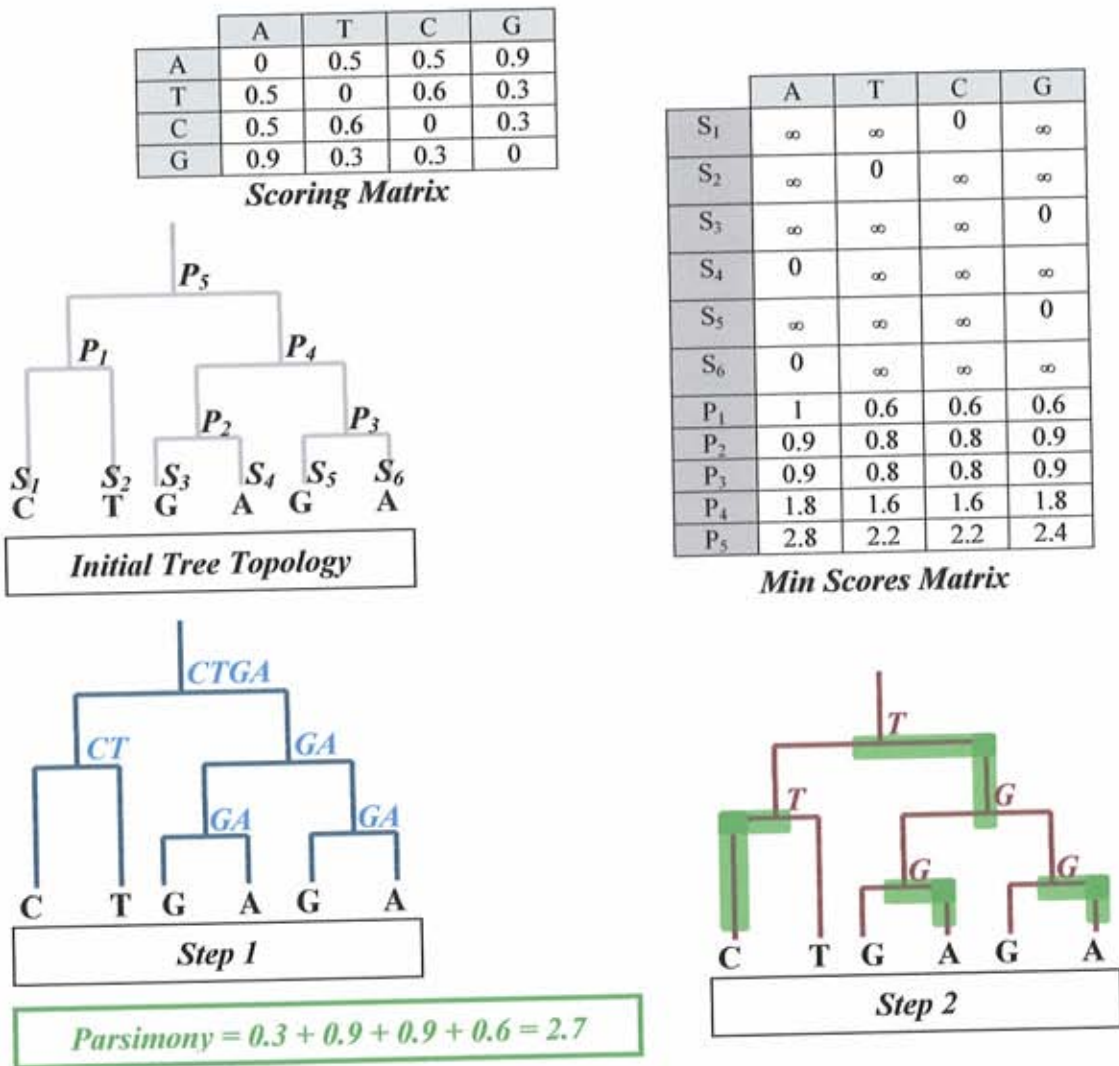 A T C G
A 0 0.5 0.5 0.9
T 0.5 0 0.6 0.3
C 0.5 0.6 0 0.3
G 0.9 0.3 0.3 0
Scoring Matrix
A T C G
S1 ∞ ∞ 0 ∞
S2 ∞ 0 ∞ ∞
S3 ∞ ∞ ∞ 0
S4 0 ∞ ∞ ∞
S5 ∞ ∞ ∞ 0
S6 0 ∞ ∞ ∞
P1 1 0.6 0.6 0.6
P2 0.9 0.8 0.8 0.9
P3 0.9 0.8 0.8 0.9
P4 1.8 1.6 1.6 1.8
P5 2.8 2.2 2.2 2.4
Min Scores Matrix
P5
P1 P4
P2 P3
S1 S2 S3 S4 S5 S6
C T G A G A
Initial Tree Topology
CTGA
CT GA
GA GA
C T G A G A
Step 1
T
T G
G G
C T G A G A
Step 2
Parsimony = 0.3 + 0.9 + 0.9 + 0.6 = 2.7